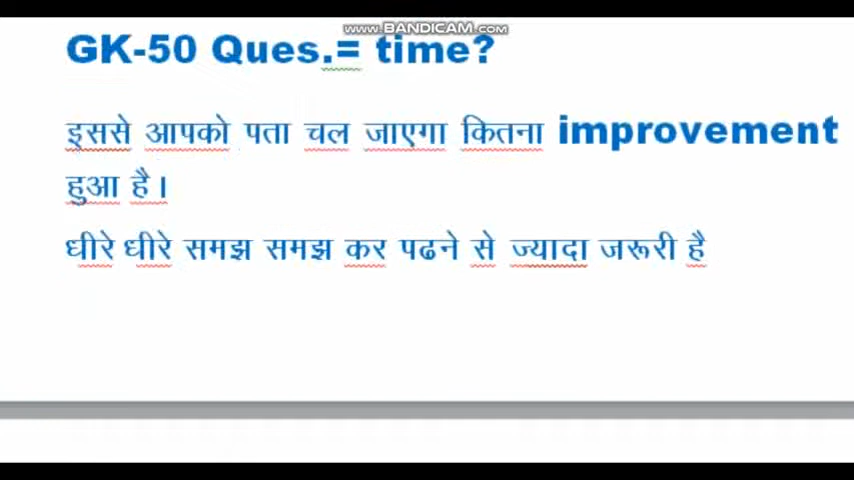 www.BANDICAM.com
GK-50 Ques.= time?
इससे आपको पता चल जाएगा कितना improvement
हुआ है।
धीरे धीरे समझ समझ कर पढने से ज्यादा जरूरी है